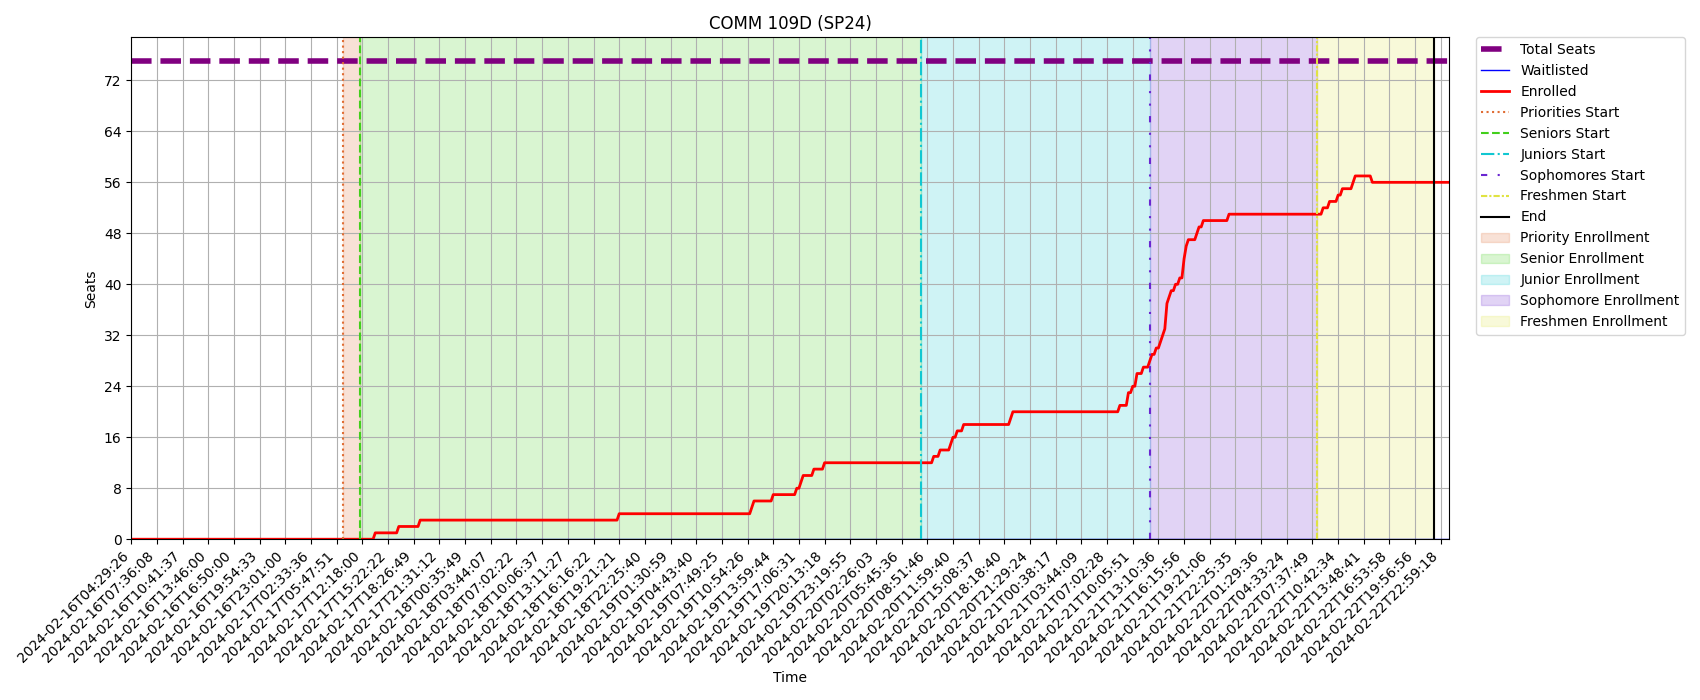 COMM 109D (SP24)
Total Seats
Waitlisted
Enrolled
Priorities Start
Seniors Start
Juniors Start
Sophomores Start
Freshmen Start
End
Priority Enrollment
Senior Enrollment
Junior Enrollment
Sophomore Enrollment
Freshmen Enrollment
Seats
72
64
56
48
40
32
24
16
8
0
2024-02-16T04:29:26
2024-02-16T07:36:08
2024-02-16T10:41:37
2024-02-16T13:46:00
2024-02-16T16:50:00
2024-02-16T19:54:33
2024-02-16T23:01:00
2024-02-17T02:33:36
2024-02-17T05:47:51
2024-02-17T12:18:00
2024-02-17T15:22:22
2024-02-17T18:26:49
2024-02-17T21:31:12
2024-02-18T00:35:49
2024-02-18T03:44:07
2024-02-18T07:02:22
2024-02-18T10:06:37
2024-02-18T13:11:27
2024-02-18T16:16:22
2024-02-18T19:21:21
2024-02-18T22:25:40
2024-02-19T01:30:59
2024-02-19T04:43:40
2024-02-19T07:49:25
2024-02-19T10:54:26
2024-02-19T13:59:44
2024-02-19T17:06:31
2024-02-19T20:13:18
2024-02-19T23:19:55
2024-02-20T02:26:03
2024-02-20T05:45:36
2024-02-20T08:51:46
2024-02-20T11:59:40
2024-02-20T15:08:37
2024-02-20T18:18:40
2024-02-20T21:29:24
2024-02-21T00:38:17
2024-02-21T03:44:09
2024-02-21T07:02:28
2024-02-21T10:05:51
2024-02-21T13:10:36
2024-02-21T16:15:56
2024-02-21T19:21:06
2024-02-21T22:25:35
2024-02-22T01:29:36
2024-02-22T04:33:24
2024-02-22T07:37:49
2024-02-22T10:42:34
2024-02-22T13:48:41
2024-02-22T16:53:58
2024-02-22T19:56:56
2024-02-22T22:59:18
Time